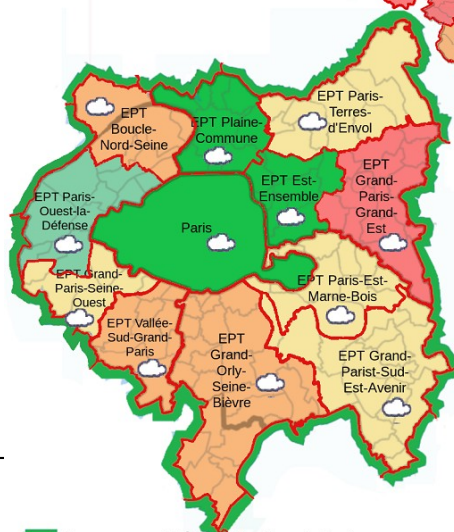 EPT
Boucle-
Nord-Seine
EPT Plaine-
Commune
EPT Paris-
Terres-
d'Envol
EPT Paris-
Ouest-la-
Défense
Paris
EPT Est-
Ensemble
EPT
Grand-
Paris-
Grand-
Est
EPT Grand-
Paris-Seine-
Ouest
EPT Paris-Est-
Marne-Bois
EPT Vallée-
Sud-Grand-
Paris
EPT
Grand-
Orly-
Seine-
Bièvre
EPT Grand-
Parist-Sud-
Est-Avenir